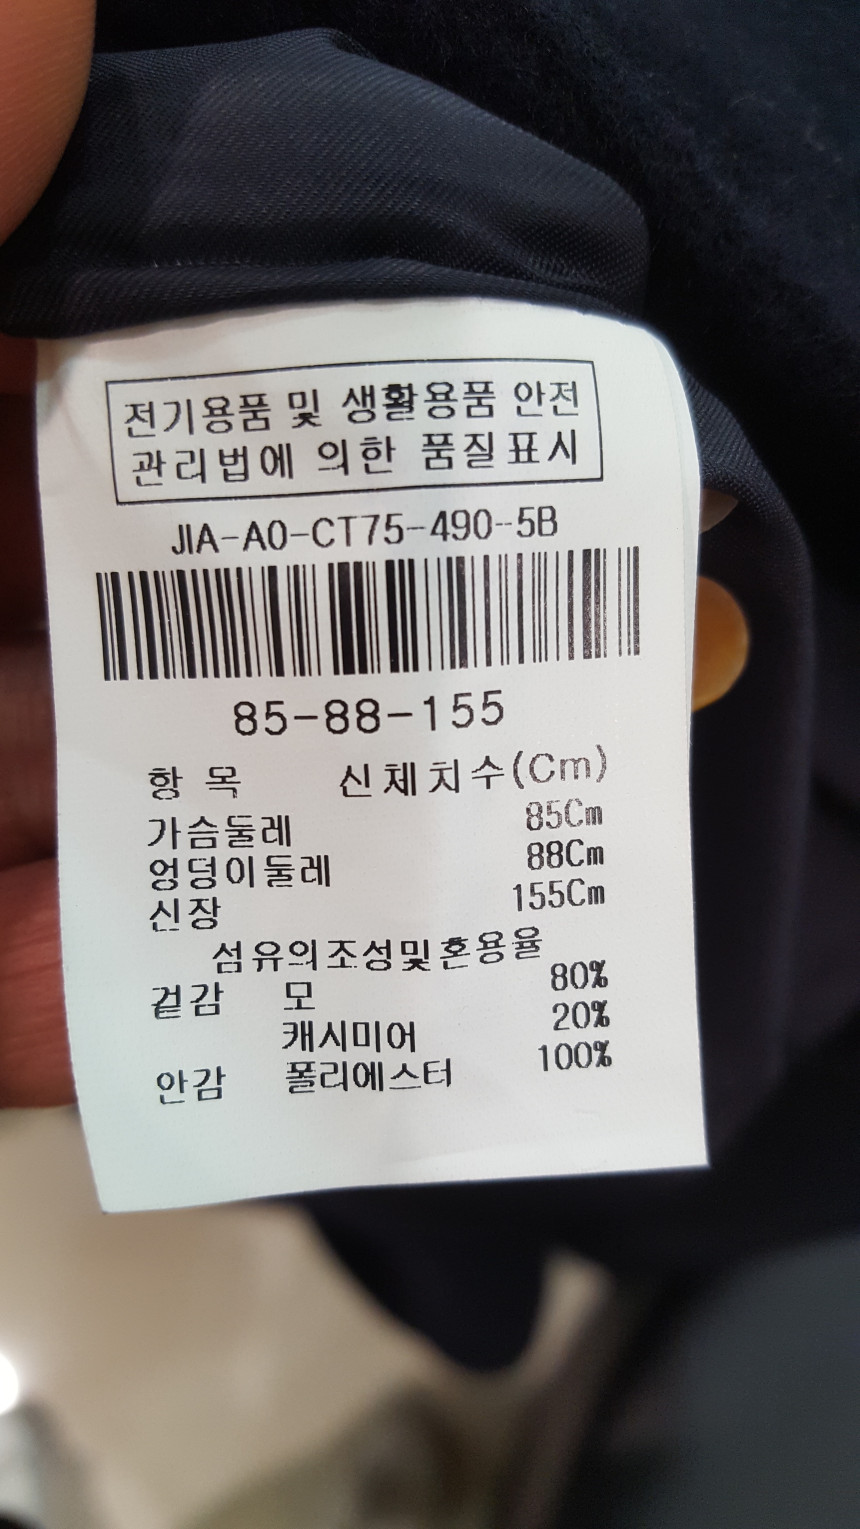 전기용품 및 생활용품 안전
관리법에 의한 품질표시
JIA-A0-CT75-490-5B
85-88-155
항 목 신체치수(Cm)
가슴둘레 85Cm
엉덩이둘레 88Cm
신장 155Cm
섬유의조성및혼용율
겉감 모 80%
캐시미어 20%
안감 폴리에스터 100%